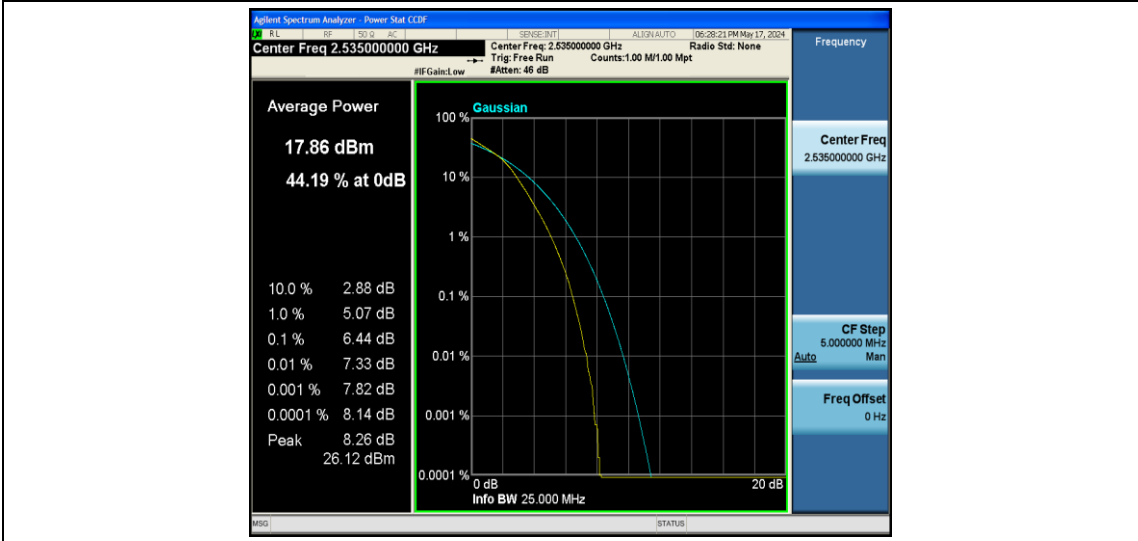 Agilent Spectrum Analyzer - Power Stat CCDF
RL RF 50 Ω AC SENSE:INT ALIGN AUTO 06:28:21 PM May 17, 2024
Center Freq 2.535000000 GHz
Center Freq: 2.535000000 GHz Radio Std: None
Trig: Free Run Counts:1.00 M/1.00 Mpt
#IFGain:Low #Atten: 46 dB
Average Power
17.86 dBm
44.19 % at 0dB
10.0 % 2.88 dB
1.0 % 5.07 dB
0.1 % 6.44 dB
0.01 % 7.33 dB
0.001 % 7.82 dB
0.0001 % 8.14 dB
Peak 8.26 dB
26.12 dBm
Gaussian
100 %
10 %
1 %
0.1 %
0.01 %
0.001 %
0.0001 %
0 dB 20 dB
Info BW 25.000 MHz
Frequency
Center Freq
2.535000000 GHz
CF Step
5.000000 MHz
Auto Man
Freq Offset
0 Hz
MSG STATUS